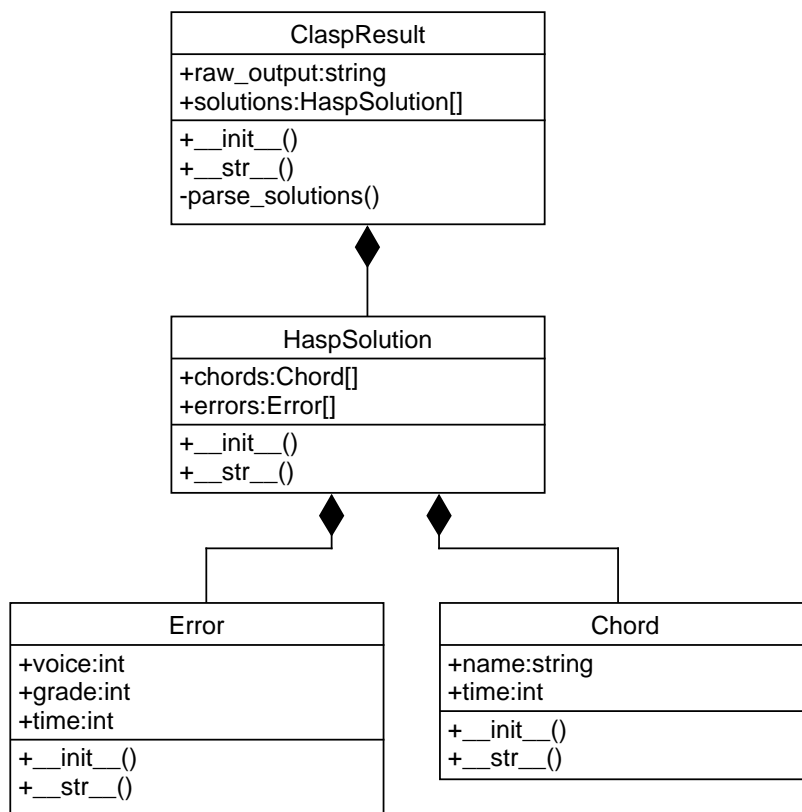 ClaspResult
+raw_output:string
+solutions:HaspSolution[]
+__init__()
+__str__()
-parse_solutions()
HaspSolution
+chords:Chord[]
+errors:Error[]
+__init__()
+__str__()
Error
+voice:int
+grade:int
+time:int
+__init__()
+__str__()
Chord
+name:string
+time:int
+__init__()
+__str__()